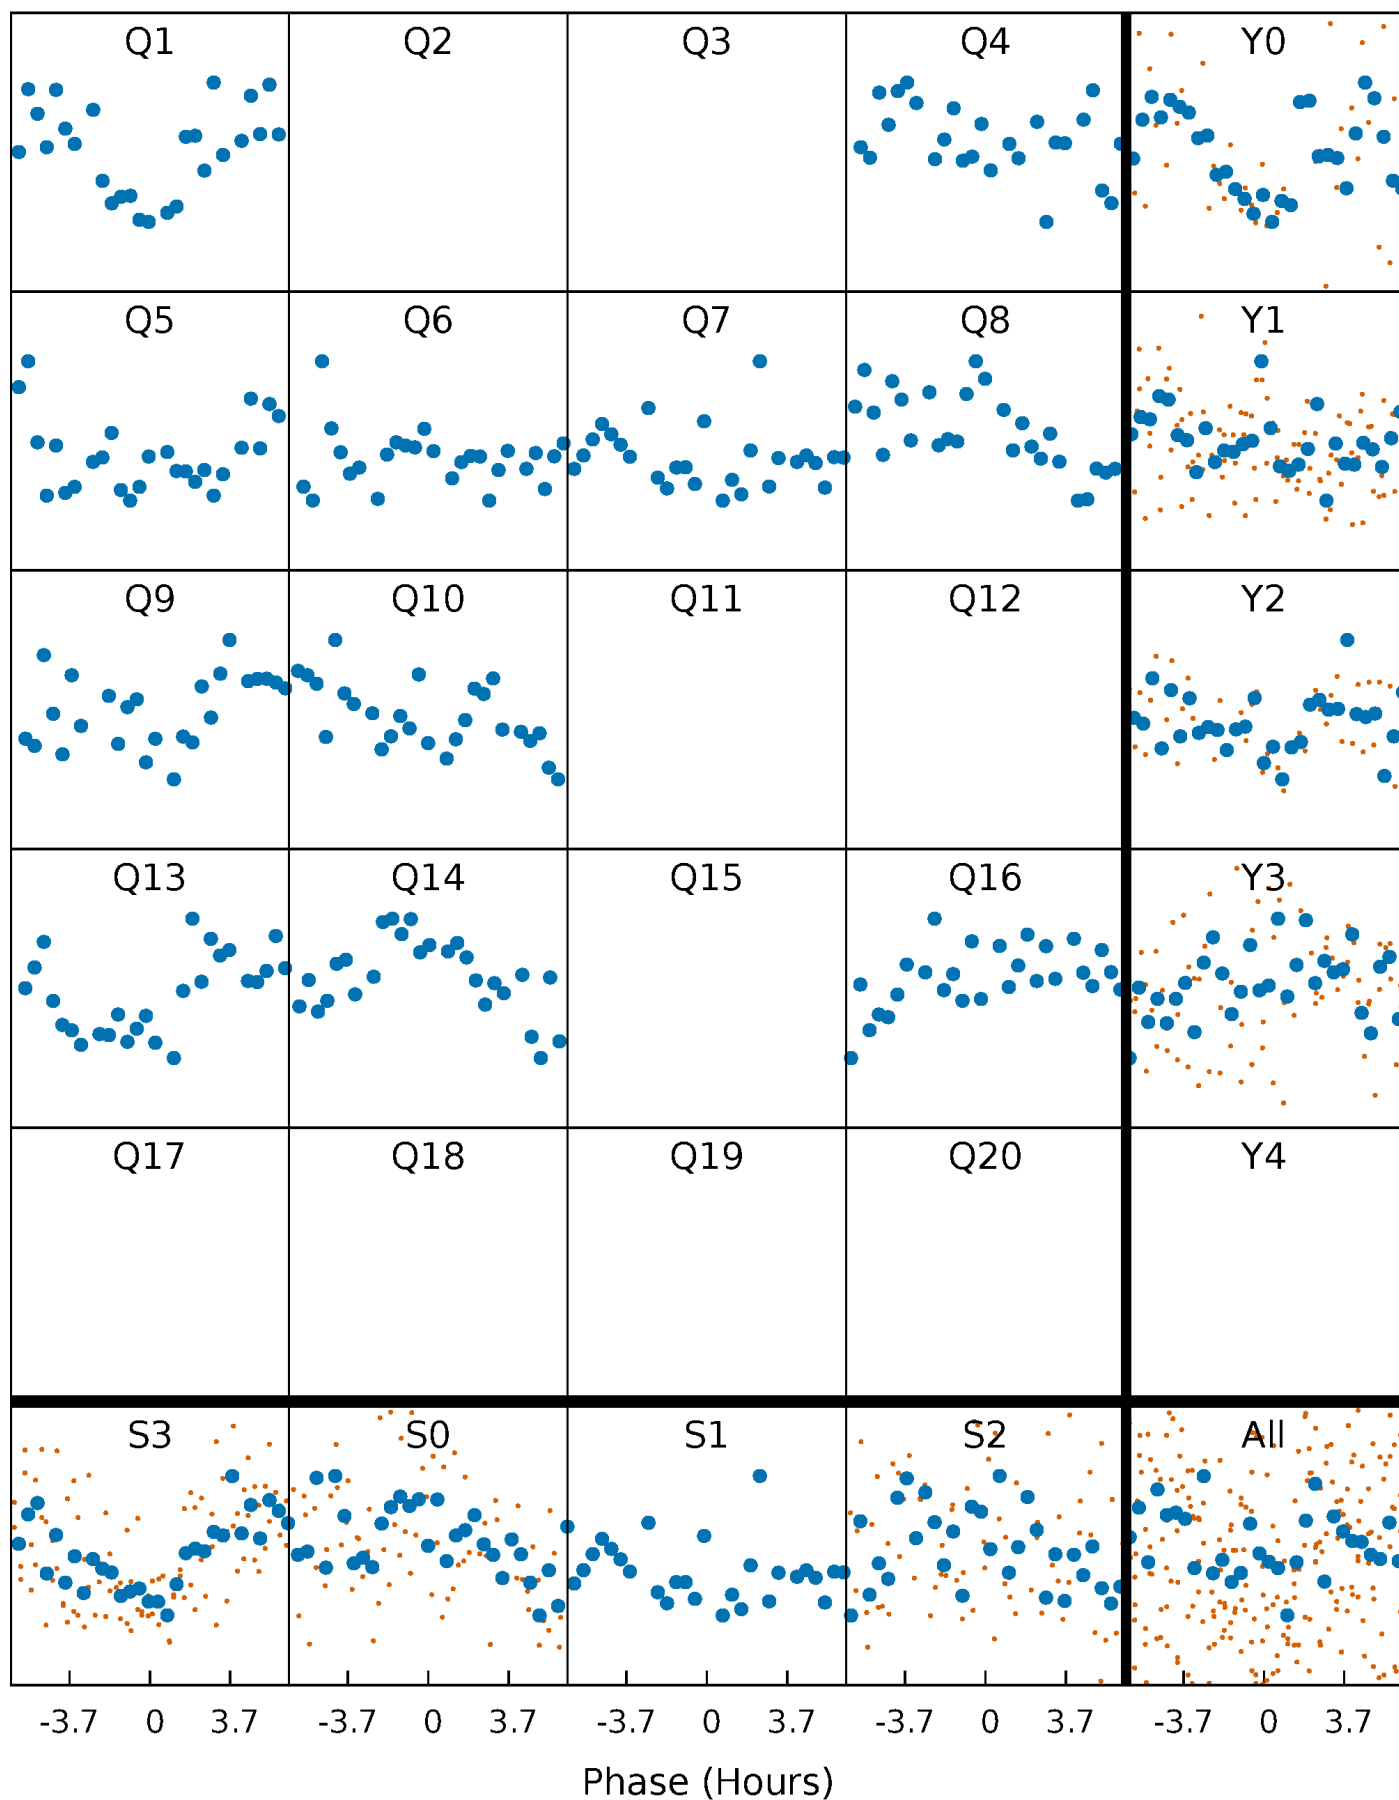 Q1 Q2 Q3 Q4 Y0
Q5 Q6 Q7 Q8 Y1
Q9 Q10 Q11 Q12 Y2
Q13 Q14 Q15 Q16 Y3
Q17 Q18 Q19 Q20 Y4
S3 S0 S1 S2 All
-3.7 0 3.7 -3.7 0 3.7 -3.7 0 3.7 -3.7 0 3.7 -3.7 0 3.7
Phase (Hours)